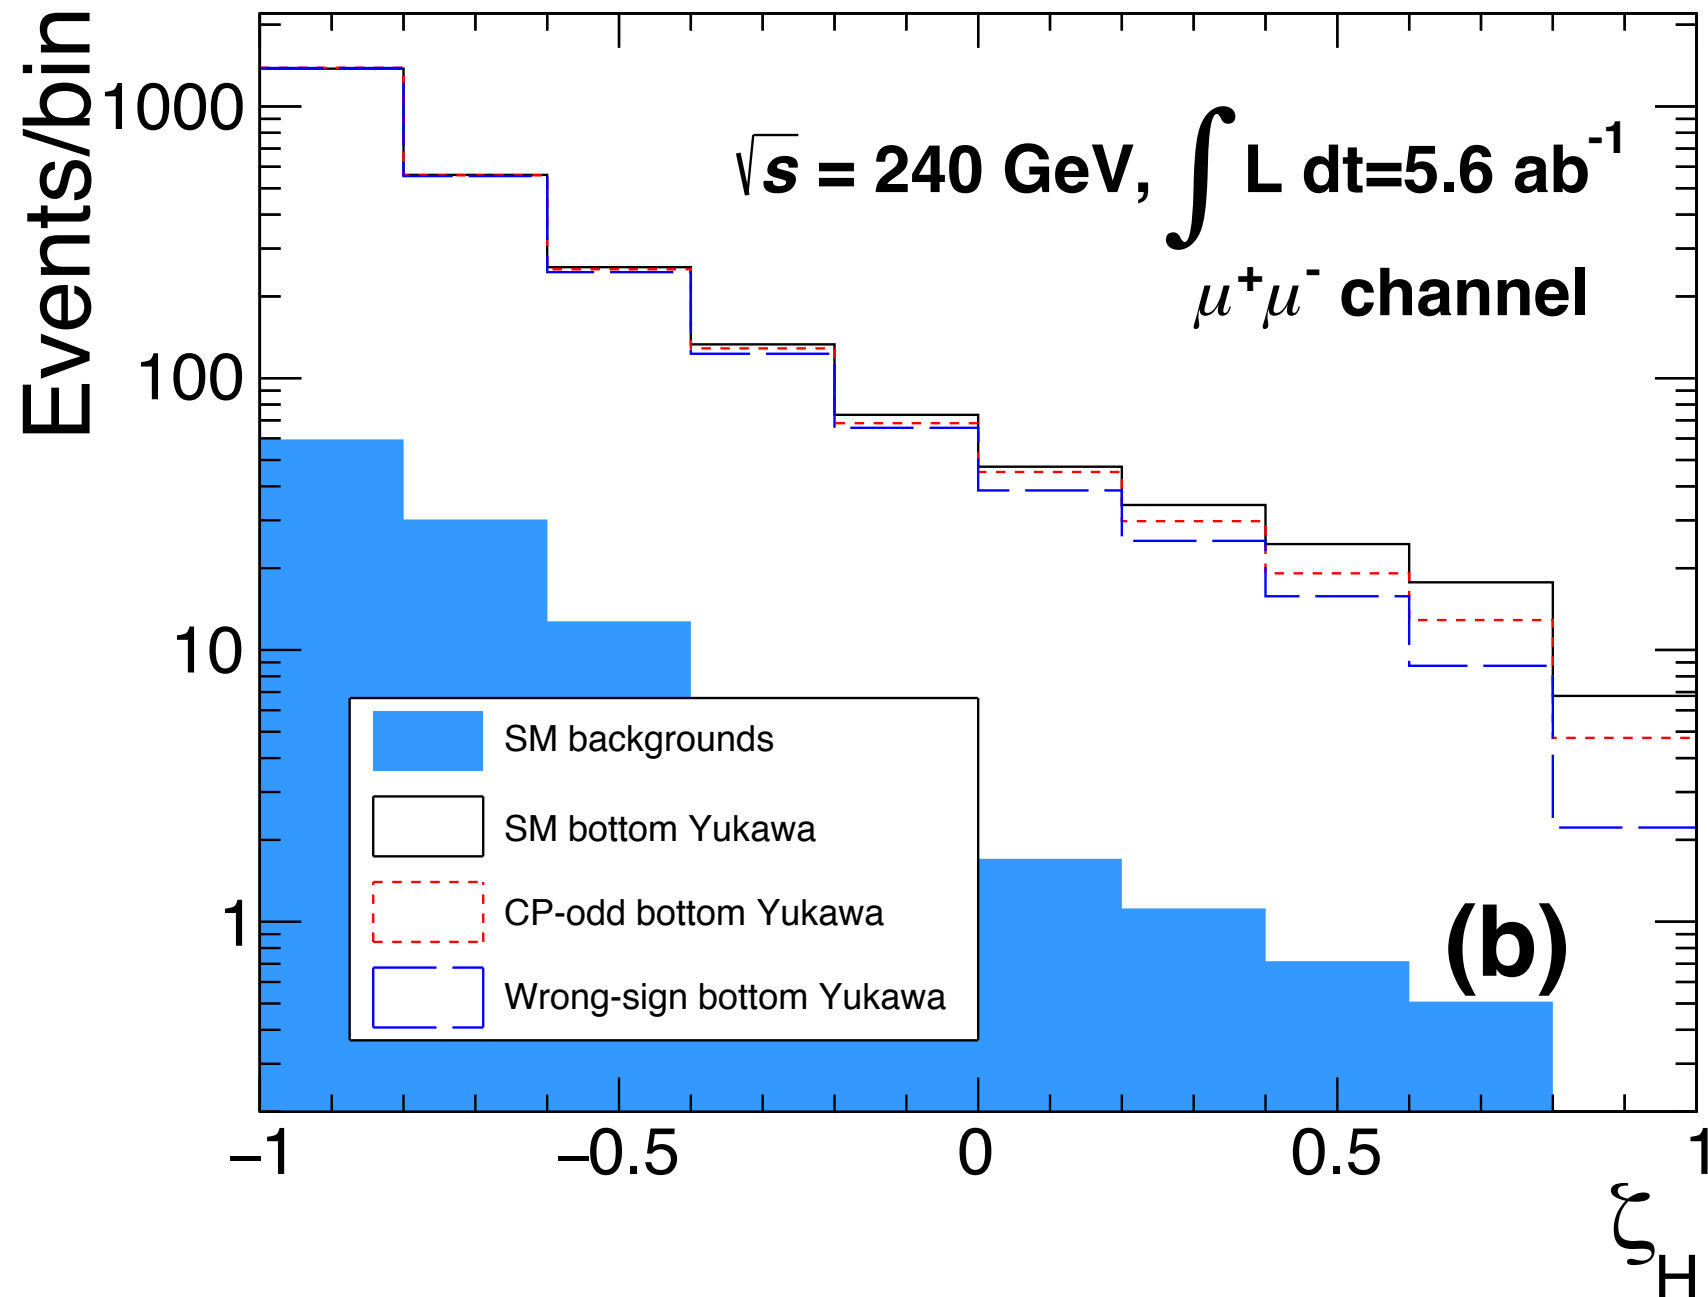 Events/bin
1000
100
10
1
√s = 240 GeV, ∫ L dt=5.6 ab⁻¹
μ⁺μ⁻ channel
SM backgrounds
SM bottom Yukawa
CP-odd bottom Yukawa
Wrong-sign bottom Yukawa
(b)
−1 −0.5 0 0.5 1
ζ_H